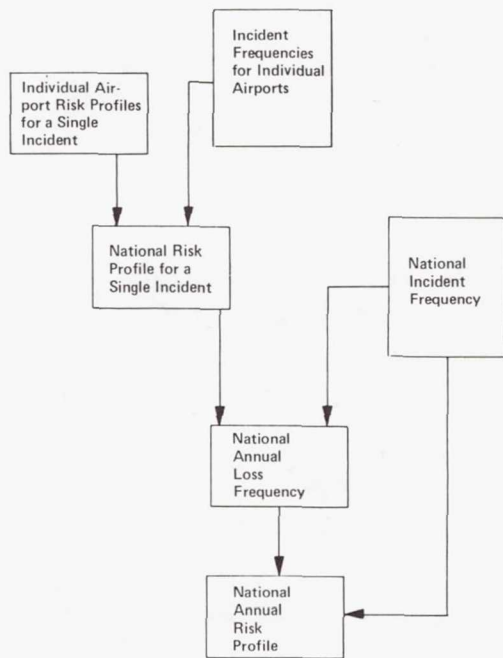 Incident
Frequencies
for Individual
Airports
Individual Air-
port Risk Profiles
for a Single
Incident
National Risk
Profile for a
Single Incident
National
Incident
Frequency
National
Annual
Loss
Frequency
National
Annual
Risk
Profile